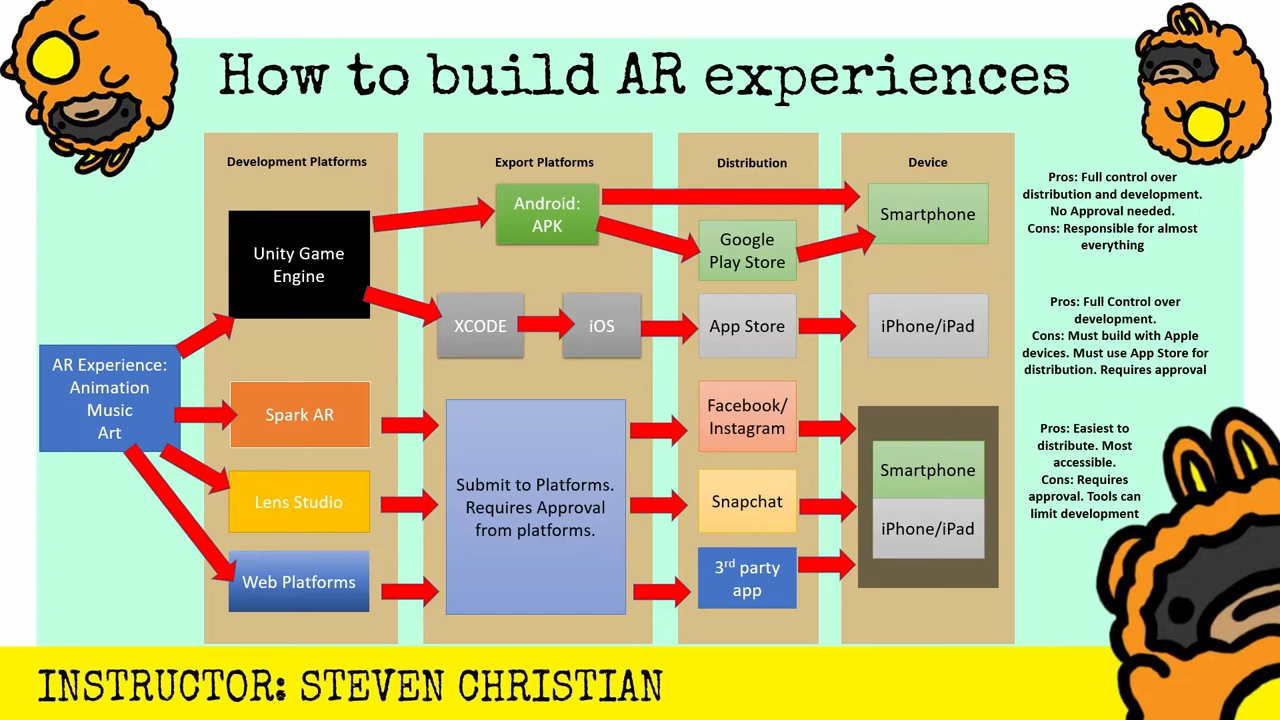 How to build AR experiences
Development Platforms
Export Platforms
Distribution
Device
AR Experience:
Animation
Music
Art
Unity Game
Engine
Spark AR
Lens Studio
Web Platforms
Android:
APK
XCODE
iOS
Submit to Platforms.
Requires Approval
from platforms.
Google
Play Store
App Store
Facebook/
Instagram
Snapchat
3rd party
app
Smartphone
iPhone/iPad
Smartphone
iPhone/iPad
Pros: Full control over
distribution and development.
No Approval needed.
Cons: Responsible for almost
everything
Pros: Full Control over
development.
Cons: Must build with Apple
devices. Must use App Store for
distribution. Requires approval
Pros: Easiest to
distribute. Most
accessible.
Cons: Requires
approval. Tools can
limit development
INSTRUCTOR: STEVEN CHRISTIAN